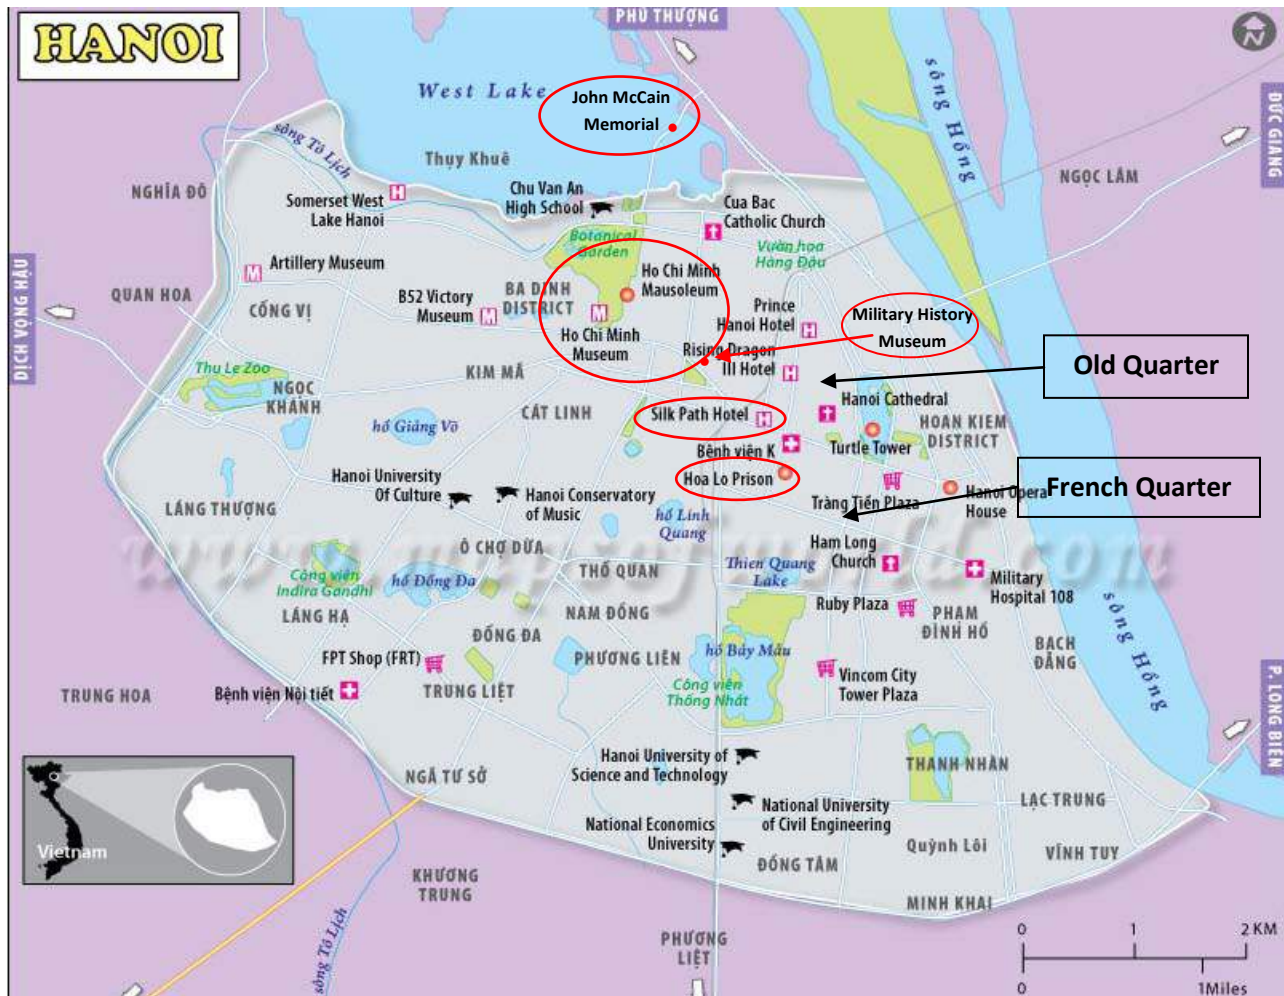 HANOI
PHÚ THƯỢNG
N
West Lake
John McCain
Memorial
sông Hồng
sông Hồng
ĐỨC GIANG
sông Tô Lịch
Thụy Khuê
NGHĨA ĐÔ
Somerset West
Lake Hanoi
Chu Van An
High School
Cua Bac
Catholic Church
NGỌC LÂM
Botanical
Garden
Vườn hoa
Hàng Đậu
DỊCH VỌNG HẬU
Artillery Museum
QUAN HOA
CỐNG VỊ
B52 Victory
Museum
BA DINH
DISTRICT
Ho Chi Minh
Mausoleum
Ho Chi Minh
Museum
Prince
Hanoi Hotel
Military History
Museum
Rising Dragon
III Hotel
Old Quarter
Thu Le Zoo
NGỌC
KHÁNH
KIM MÃ
CÁT LINH
hồ Giảng Võ
Silk Path Hotel
Hanoi Cathedral
HOAN KIEM
DISTRICT
Bệnh viện K
Turtle Tower
Hoa Lo Prison
Hanoi University
Of Culture
Hanoi Conservatory
of Music
Tràng Tiền Plaza
Hanoi Opera
House
French Quarter
LÁNG THƯỢNG
hồ Linh
Quang
Ô CHỢ DỪA
www.mapsofworld.com
Ham Long
Church
Công viên
Indira Gandhi
hồ Đống Đa
THỔ QUAN
Thien Quang
Lake
Military
Hospital 108
LÁNG HẠ
NAM ĐỒNG
Ruby Plaza
PHẠM
ĐÌNH HỔ
ĐỐNG ĐA
BẠCH
ĐẰNG
sông Hồng
FPT Shop (FRT)
PHƯƠNG LIÊN
hồ Bảy Mẫu
TRUNG HOA
Bệnh viện Nội tiết
TRUNG LIỆT
Công viên
Thống Nhất
Vincom City
Tower Plaza
P. LONG BIÊN
Hanoi University of
Science and Technology
THANH NHÀN
NGÃ TƯ SỞ
LẠC TRUNG
National University
of Civil Engineering
National Economics
University
Quỳnh Lôi
VĨNH TUY
Vietnam
ĐỒNG TÂM
KHƯƠNG
TRUNG
MINH KHAI
sông Tô Lịch
PHƯƠNG
LIỆT
0 1 2 KM
0 1Miles